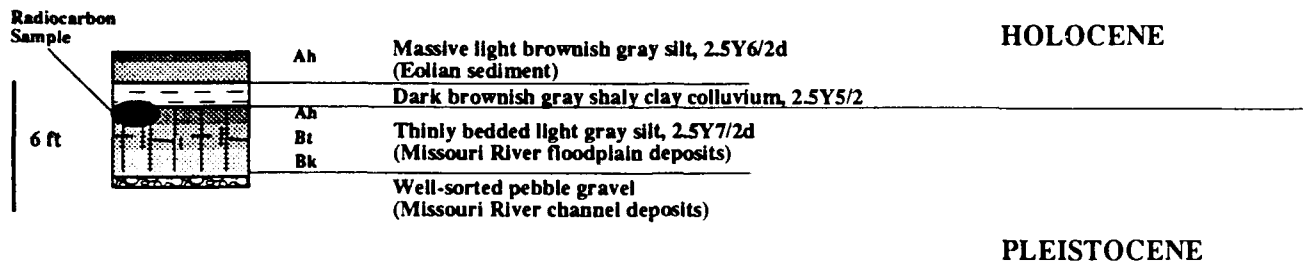 Radiocarbon
Sample
HOLOCENE
Ah
Massive light brownish gray silt, 2.5Y6/2d
(Eolian sediment)
Dark brownish gray shaly clay colluvium, 2.5Y5/2
Ah
6 ft
Bt
Thinly bedded light gray silt, 2.5Y7/2d
(Missouri River floodplain deposits)
Bk
Well-sorted pebble gravel
(Missouri River channel deposits)
PLEISTOCENE